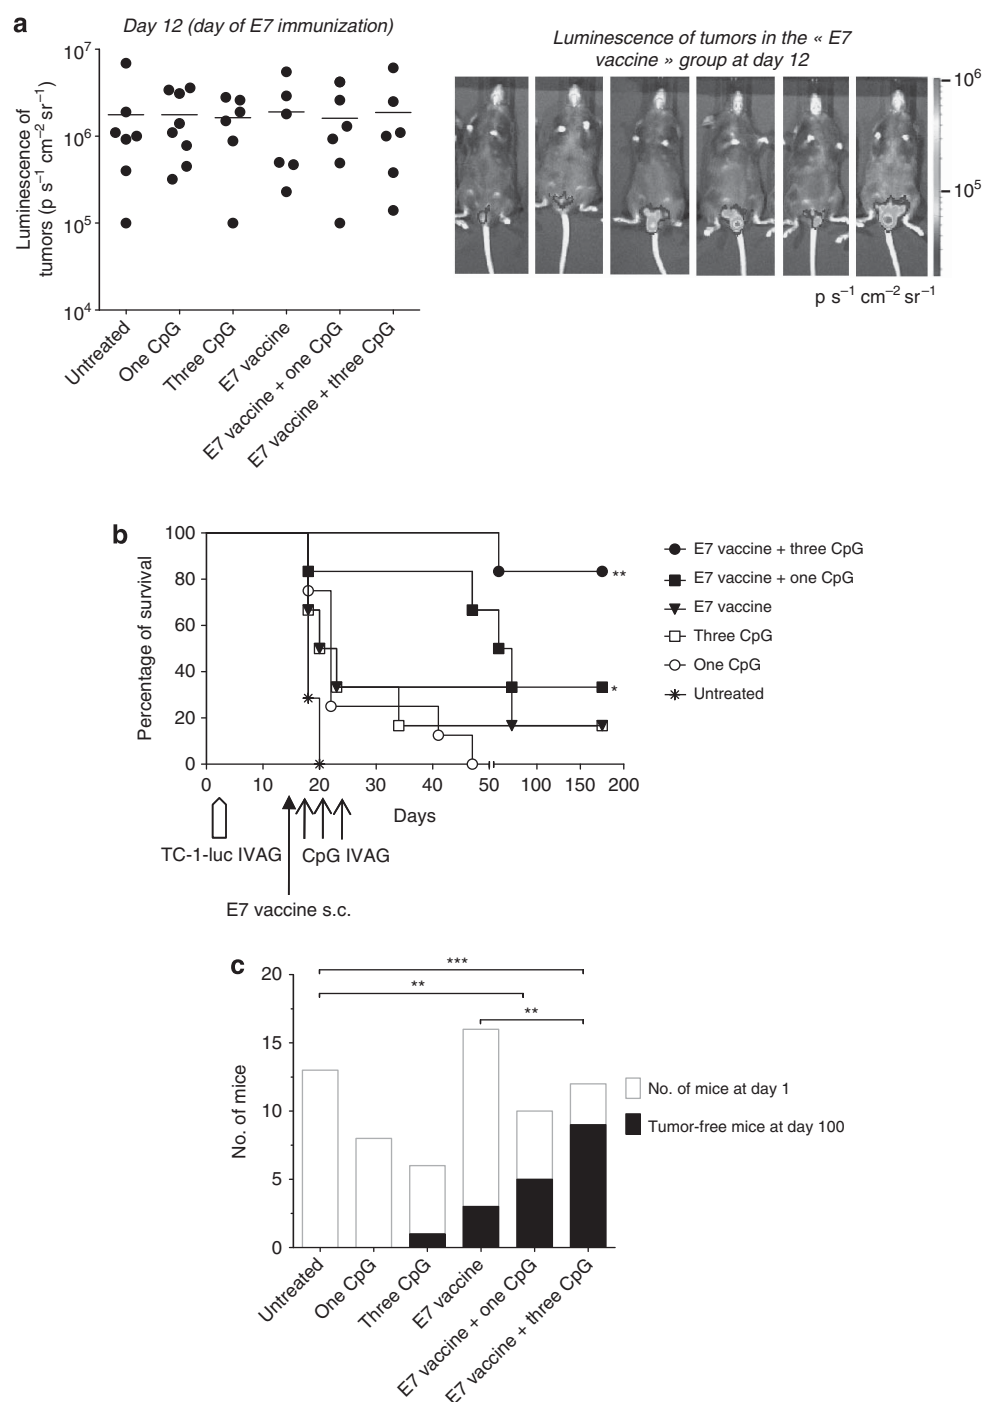 a
Day 12 (day of E7 immunization)
Luminescence of
tumors (p s−1 cm−2 sr−1)
10^7
10^6
10^5
10^4
Untreated
One CpG
Three CpG
E7 vaccine
E7 vaccine + one CpG
E7 vaccine + three CpG
Luminescence of tumors in the « E7
vaccine » group at day 12
10^6
10^5
p s−1 cm−2 sr−1
b
Percentage of survival
100
80
60
40
20
0
0 10 20 30 40 50 100 150 200
Days
**
*
E7 vaccine + three CpG
E7 vaccine + one CpG
E7 vaccine
Three CpG
One CpG
Untreated
TC-1-luc IVAG
CpG IVAG
E7 vaccine s.c.
c
No. of mice
20
15
10
5
0
***
**
**
No. of mice at day 1
Tumor-free mice at day 100
Untreated
One CpG
Three CpG
E7 vaccine
E7 vaccine + one CpG
E7 vaccine + three CpG